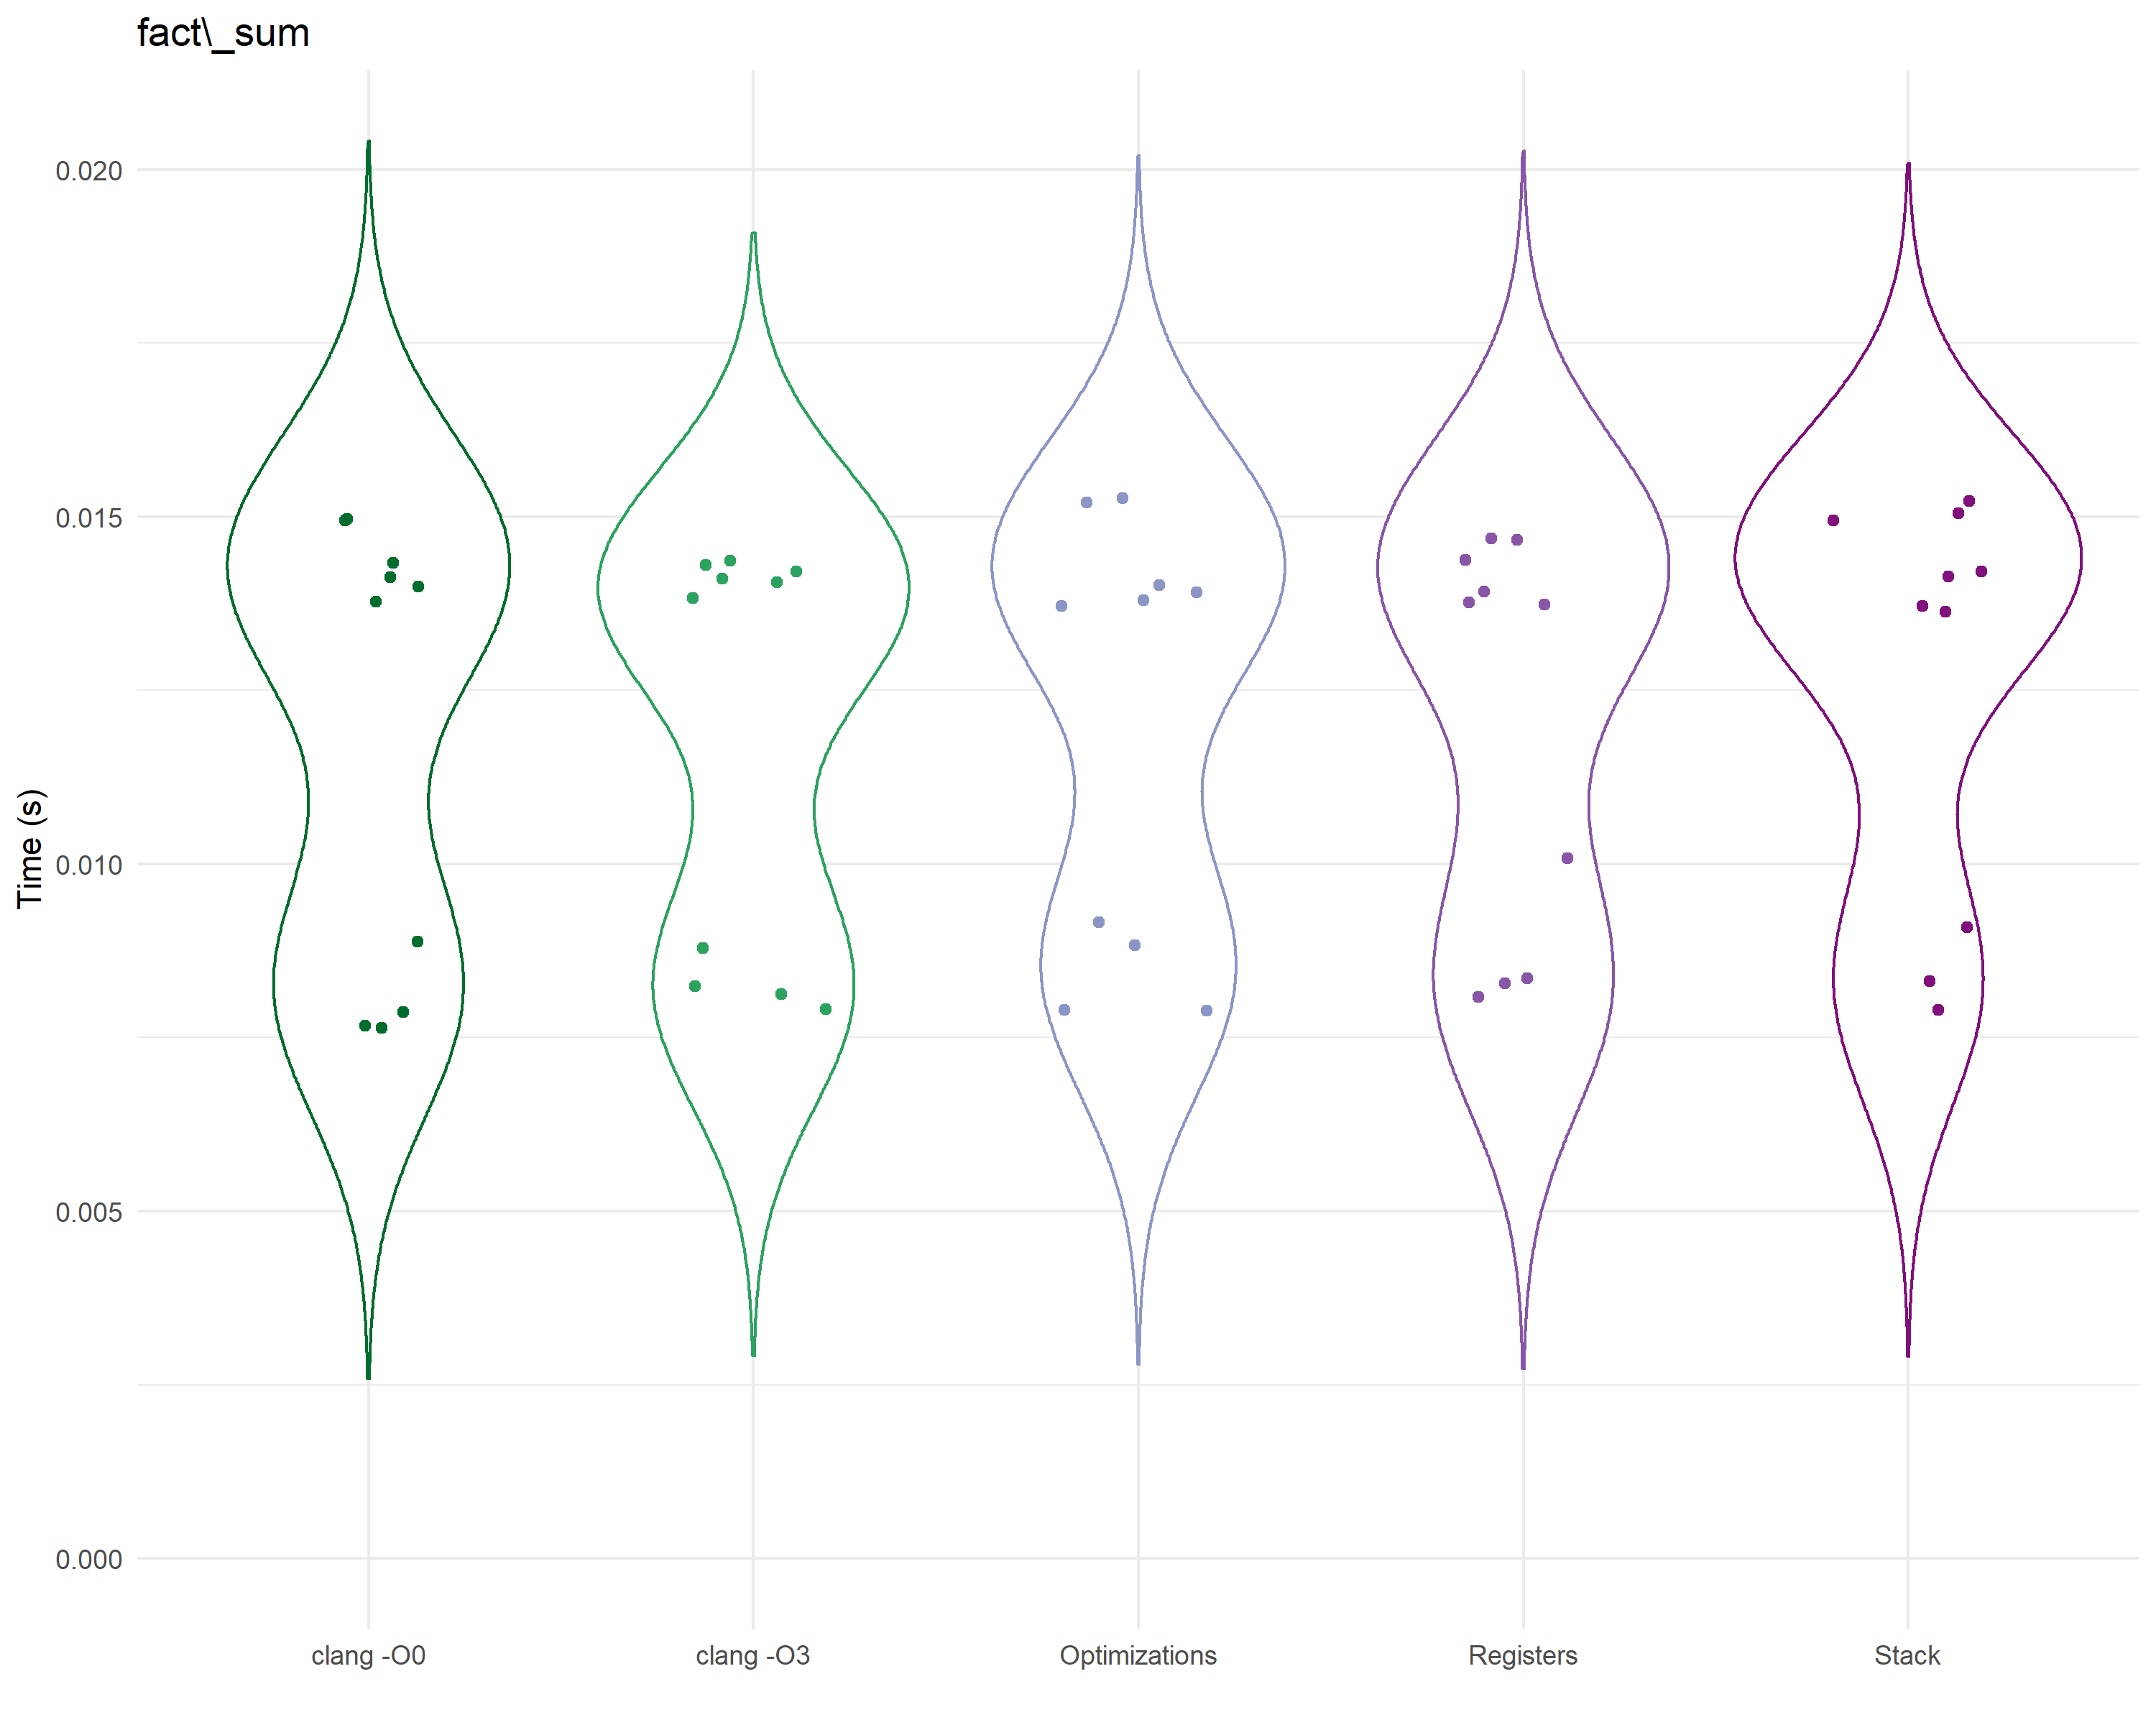 fact\_sum
Time (s)
0.020
0.015
0.010
0.005
0.000
clang -O0
clang -O3
Optimizations
Registers
Stack